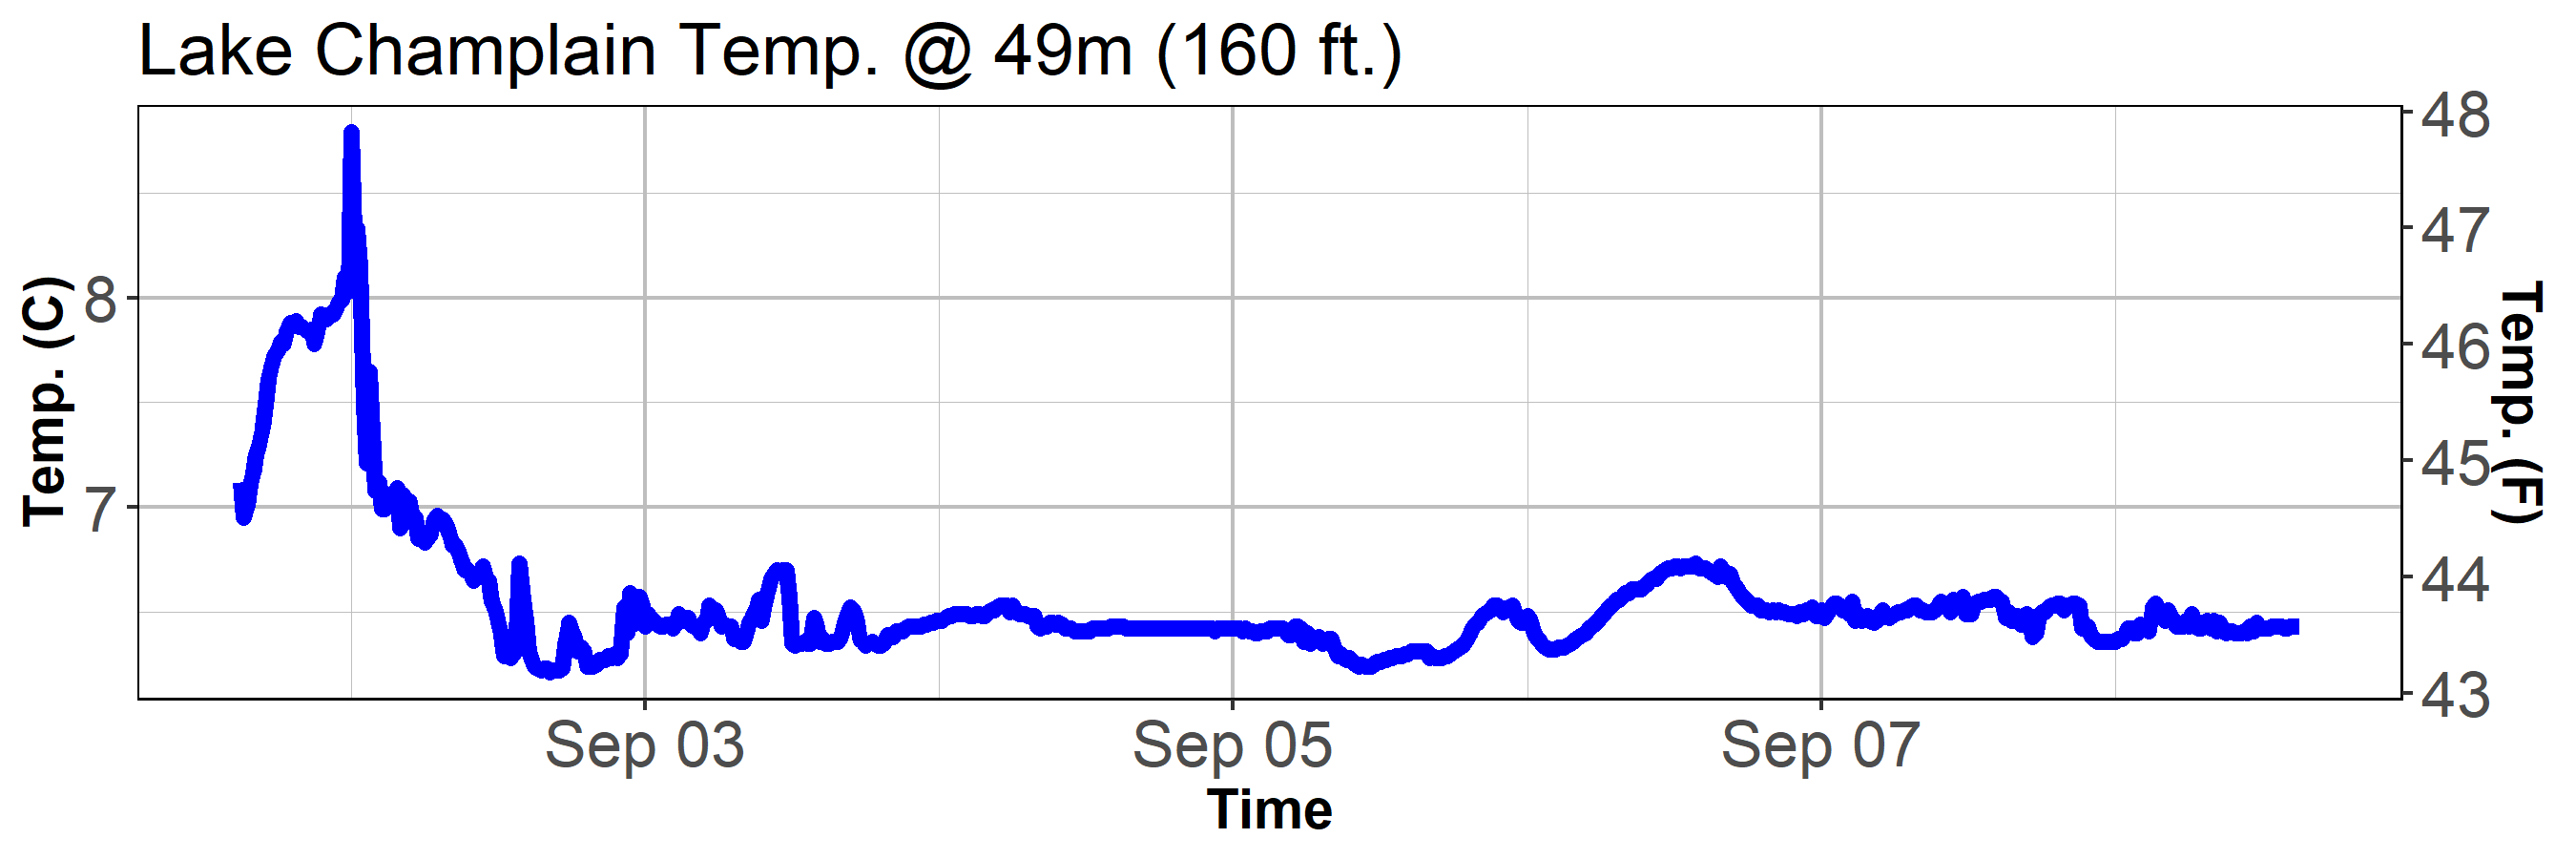 Lake Champlain Temp. @ 49m (160 ft.)
Temp. (C)
8
7
48
47
46
45
44
43
Temp. (F)
Sep 03 Sep 05 Sep 07
Time